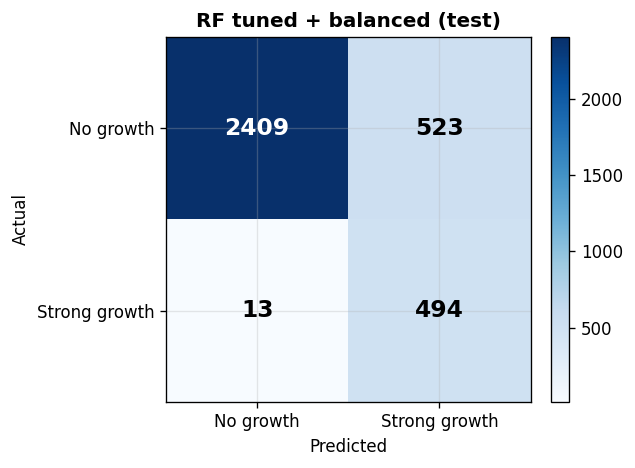 RF tuned + balanced (test)
No growth
2409
523
Strong growth
13
494
No growth
Strong growth
Predicted
Actual
2000
1500
1000
500